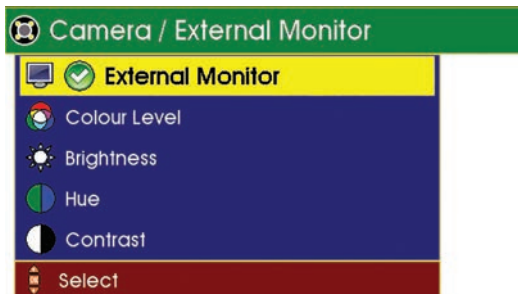 Camera / External Monitor
External Monitor
Colour Level
Brightness
Hue
Contrast
Select